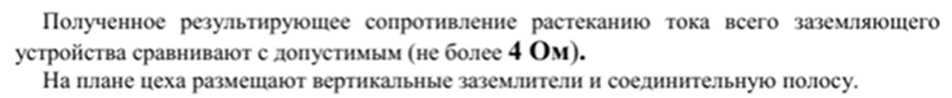 Полученное результирующее сопротивление растеканию тока всего заземляющего
устройства сравнивают с допустимым (не более 4 Ом).
На плане цеха размещают вертикальные заземлители и соединительную полосу.